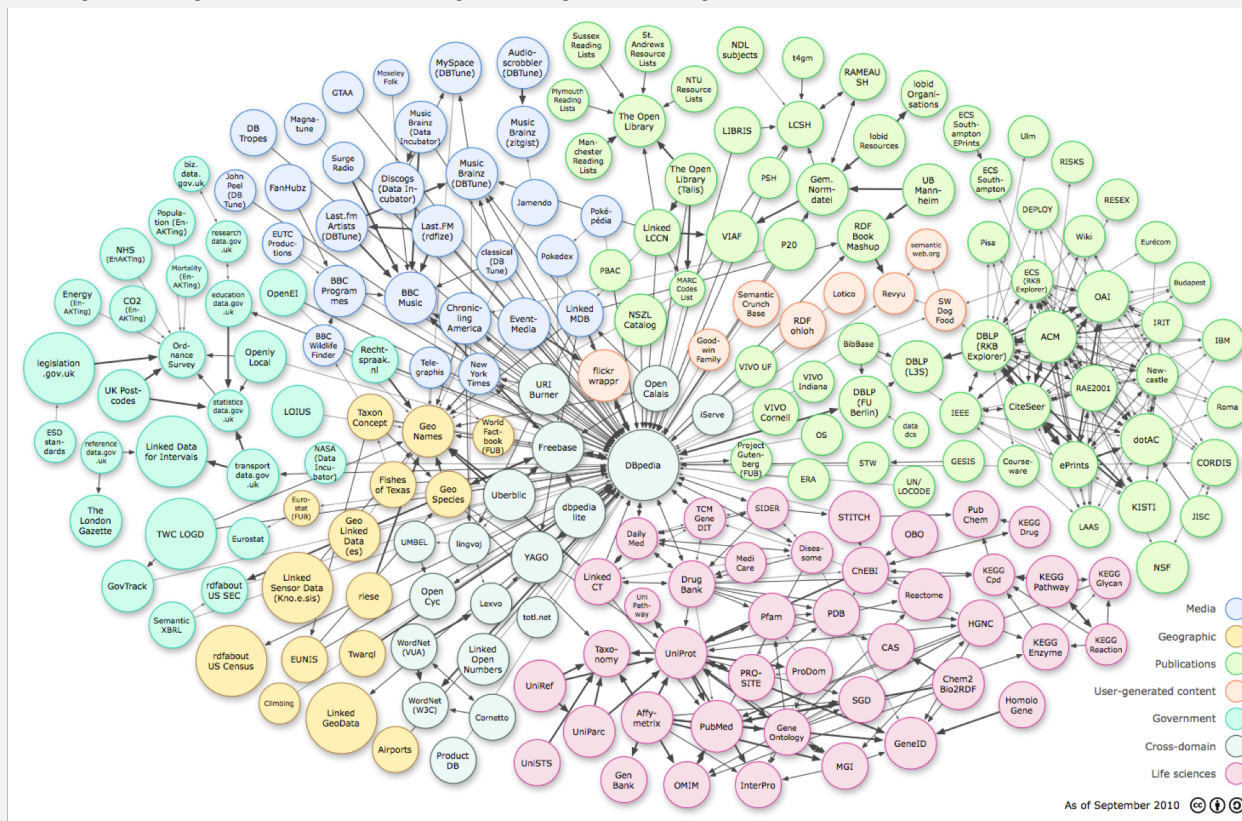 Sussex
Reading
Lists
St.
Andrews
Resource
Lists
NDL
subjects
t4gm
RAMEAU
SH
lobid
Organi-
sations
Plymouth
Reading
Lists
NTU
Resource
Lists
The Open
Library
LIBRIS
LCSH
lobid
Resources
ECS
South-
ampton
EPrints
Ulm
RISKS
Man-
chester
Reading
Lists
The Open
Library
(Talis)
PSH
Gem.
Norm-
datei
UB
Mann-
heim
ECS
South-
ampton
DEPLOY
RESEX
Linked
LCCN
VIAF
P20
RDF
Book
Mashup
semantic
web.org
Pisa
Wiki
Eurécom
PBAC
MARC
Codes
List
NSZL
Catalog
Semantic
Crunch
Base
RDF
ohloh
Lotico
Revyu
SW
Dog
Food
Good-
win
Family
ECS
(RKB
Explorer)
OAI
Budapest
DBLP
(RKB
Explorer)
ACM
IRIT
IBM
BibBase
DBLP
(L3S)
VIVO UF
VIVO
Indiana
VIVO
Cornell
DBLP
(FU
Berlin)
IEEE
CiteSeer
RAE2001
New-
castle
Roma
data
dcs
OS
Project
Guten-
berg
(FUB)
STW
GESIS
Course-
ware
ePrints
dotAC
CORDIS
ERA
UN/
LOCODE
LAAS
KISTI
JISC
NSF
MySpace
(DBTune)
Audio-
scrobbler
(DBTune)
Moseley
Folk
GTAA
Magna-
tune
Music
Brainz
(Data
Incubator)
Music
Brainz
(zitgist)
DB
Tropes
Surge
Radio
Discogs
(Data In-
cubator)
Music
Brainz
(DBTune)
John
Peel
(DB
Tune)
FanHubz
Last.fm
Artists
(DBTune)
Last.FM
(rdfize)
Jamendo
Poké-
pédia
EUTC
Produc-
tions
classical
(DB
Tune)
Pokedex
BBC
Program-
mes
BBC
Music
Chronic-
ling
America
Event-
Media
Linked
MDB
BBC
Wildlife
Finder
Recht-
spraak.
nl
Tele-
graphis
New
York
Times
URI
Burner
flickr
wrappr
Open
Calais
iServe
biz.
data.
gov.uk
Popula-
tion (En-
AKTing)
research
data.gov
.uk
NHS
(EnAKTing)
Mortality
(En-
AKTing)
Energy
(En-
AKTing)
CO2
(En-
AKTing)
education
data.gov
.uk
OpenEI
legislation
.gov.uk
Ord-
nance
Survey
Openly
Local
UK Post-
codes
statistics
data.gov
.uk
LOIUS
ESD
stan-
dards
reference
data.gov
.uk
Linked Data
for Intervals
transport
data.gov
.uk
NASA
(Data
Incu-
bator)
The
London
Gazette
TWC LOGD
Eurostat
GovTrack
rdfabout
US SEC
Semantic
XBRL
Taxon
Concept
Geo
Names
World
Fact-
book
(FUB)
Freebase
DBpedia
Fishes
of Texas
Geo
Species
Uberblic
dbpedia
lite
Euro-
stat
(FUB)
Geo
Linked
Data
(es)
UMBEL
lingvoj
YAGO
Linked
Sensor Data
(Kno.e.sis)
riese
Open
Cyc
Lexvo
totl.net
rdfabout
US Census
EUNIS
Twarql
WordNet
(VUA)
Linked
Open
Numbers
Climbing
Linked
GeoData
WordNet
(W3C)
Cornetto
Airports
Product
DB
Daily
Med
TCM
Gene
DIT
SIDER
STITCH
Pub
Chem
KEGG
Drug
Medi
Care
Disea-
some
OBO
Linked
CT
Drug
Bank
ChEBI
KEGG
Cpd
KEGG
Pathway
KEGG
Glycan
Uni
Path-
way
Pfam
PDB
Reactome
HGNC
Taxo-
nomy
UniProt
CAS
KEGG
Enzyme
KEGG
Reaction
UniRef
PRO-
SITE
ProDom
Chem2
Bio2RDF
Homolo
Gene
UniParc
Affy-
metrix
PubMed
Gene
Ontology
SGD
GeneID
UniSTS
Gen
Bank
OMIM
InterPro
MGI
Media
Geographic
Publications
User-generated content
Government
Cross-domain
Life sciences
As of September 2010